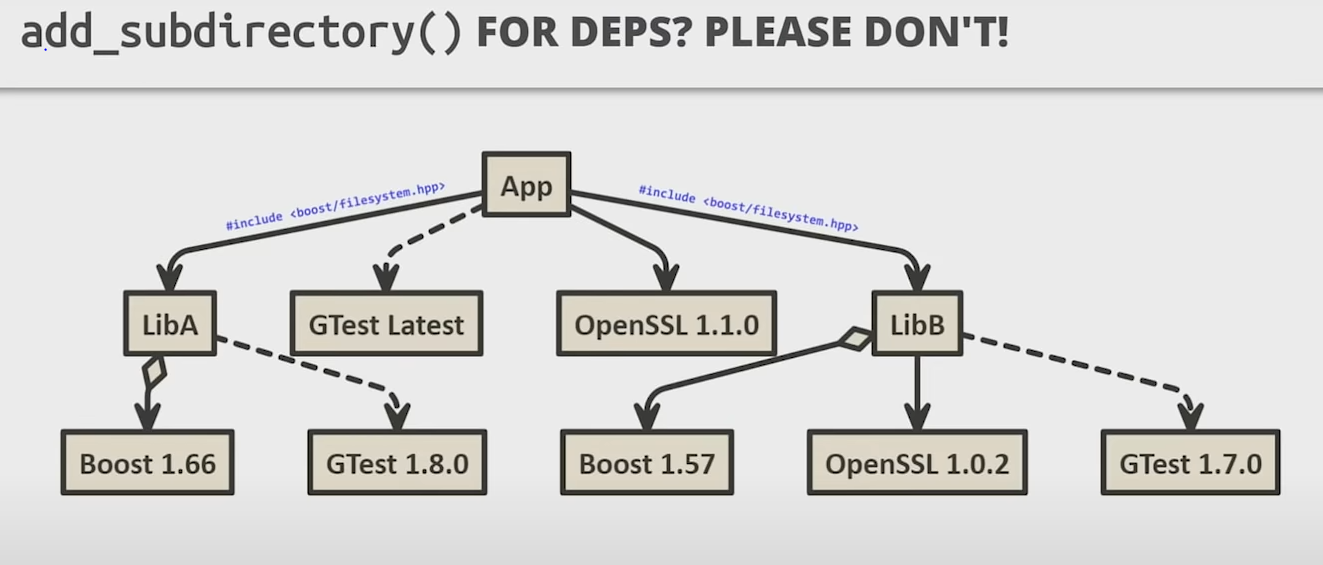 add_subdirectory() FOR DEPS? PLEASE DON'T!
App
#include <boost/filesystem.hpp>
#include <boost/filesystem.hpp>
LibA
GTest Latest
OpenSSL 1.1.0
LibB
Boost 1.66
GTest 1.8.0
Boost 1.57
OpenSSL 1.0.2
GTest 1.7.0